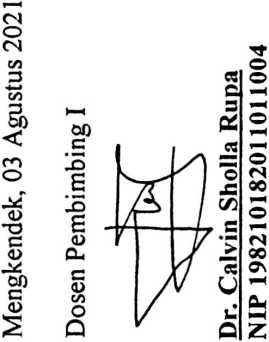 Mengkendek, 03 Agustus 2021
Dosen Pembimbing I
Dr. Calvin Sholla Rupa
NIP 198210182011011004